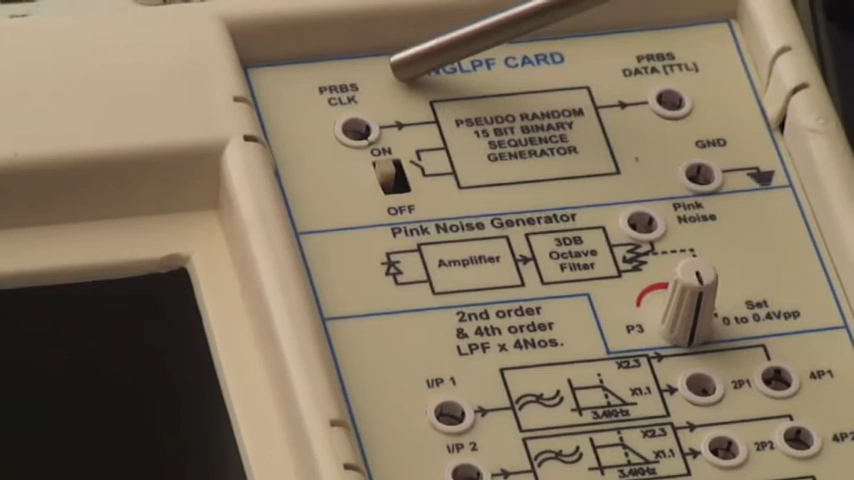 NGLPF CARD
PRBS
CLK
PRBS
DATA [TTL]
PSEUDO RANDOM
15 BIT BINARY
SEQUENCE
GENERATOR
ON
OFF
GND
Pink Noise Generator
Pink
Noise
Amplifier
3DB
Octave
Filter
P3
Set
0 to 0.4Vpp
2nd order
& 4th order
LPF x 4Nos.
I/P 1
X2.3
X1.1
3.4KHz
2P1
4P1
I/P 2
X2.3
X1.1
3.4KHz
2P2
4P2